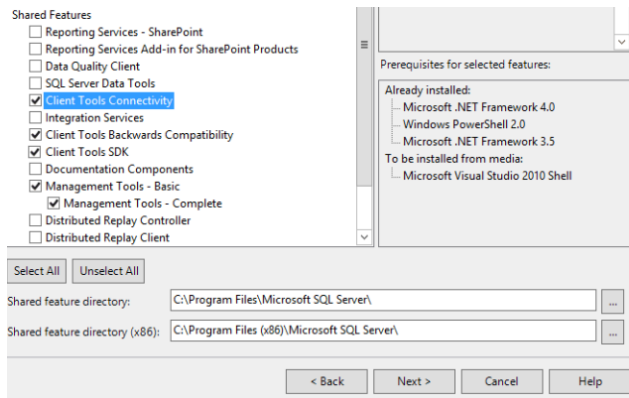 Shared Features
Reporting Services - SharePoint
Reporting Services Add-in for SharePoint Products
Data Quality Client
SQL Server Data Tools
Client Tools Connectivity
Integration Services
Client Tools Backwards Compatibility
Client Tools SDK
Documentation Components
Management Tools - Basic
Management Tools - Complete
Distributed Replay Controller
Distributed Replay Client
Prerequisites for selected features:
Already installed:
Microsoft .NET Framework 4.0
Windows PowerShell 2.0
Microsoft .NET Framework 3.5
To be installed from media:
Microsoft Visual Studio 2010 Shell
Select All
Unselect All
Shared feature directory:
C:\Program Files\Microsoft SQL Server\
...
Shared feature directory (x86):
C:\Program Files (x86)\Microsoft SQL Server\
...
< Back
Next >
Cancel
Help